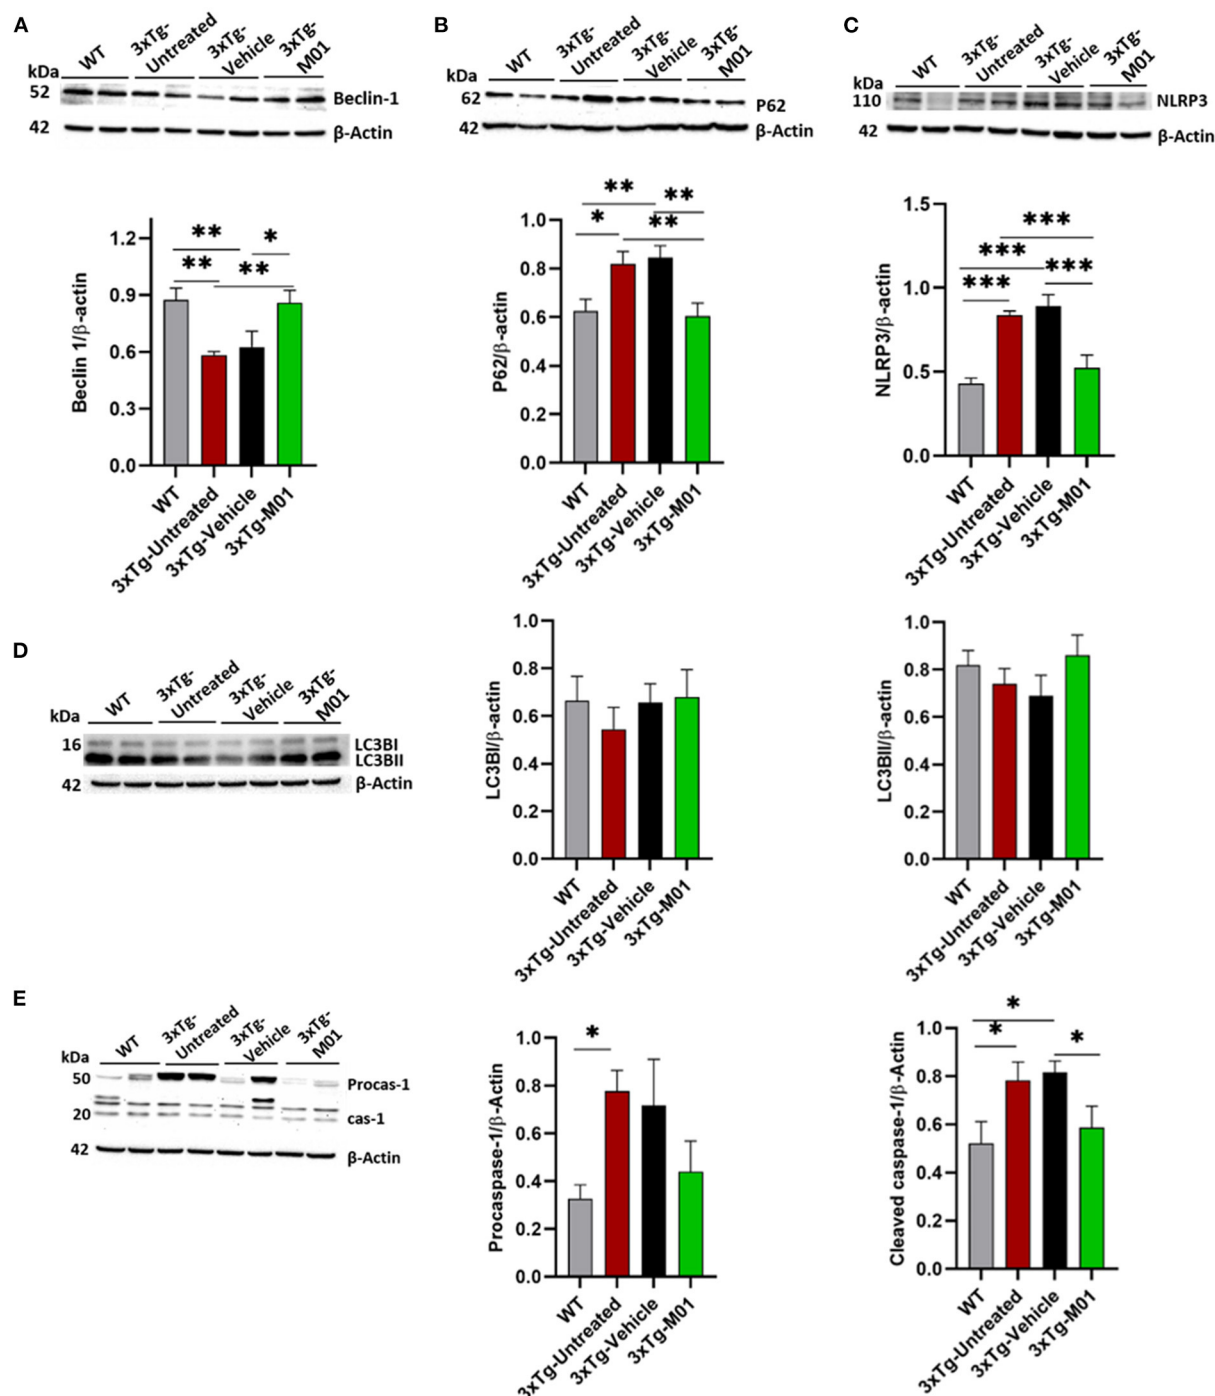 A
WT
3xTg-
Untreated
3xTg-
Vehicle
3xTg-
M01
kDa
52
Beclin-1
42
β-Actin
1.2
0.9
0.6
0.3
0.0
Beclin 1/β-actin
**
*
**
**
WT
3xTg-Untreated
3xTg-Vehicle
3xTg-M01
B
WT
3xTg-
Untreated
3xTg-
Vehicle
3xTg-
M01
kDa
62
P62
42
β-Actin
1.0
0.8
0.6
0.4
0.2
0.0
P62/β-actin
**
**
*
**
WT
3xTg-Untreated
3xTg-Vehicle
3xTg-M01
C
WT
3xTg-
Untreated
3xTg-
Vehicle
3xTg-
M01
kDa
110
NLRP3
42
β-Actin
1.5
1.0
0.5
0.0
NLRP3/β-actin
***
***
***
***
WT
3xTg-Untreated
3xTg-Vehicle
3xTg-M01
D
WT
3xTg-
Untreated
3xTg-
Vehicle
3xTg-
M01
kDa
16
LC3BI
LC3BII
42
β-Actin
1.0
0.8
0.6
0.4
0.2
0.0
LC3BI/β-actin
WT
3xTg-Untreated
3xTg-Vehicle
3xTg-M01
1.0
0.8
0.6
0.4
0.2
0.0
LC3BII/β-actin
WT
3xTg-Untreated
3xTg-Vehicle
3xTg-M01
E
WT
3xTg-
Untreated
3xTg-
Vehicle
3xTg-
M01
kDa
50
Procas-1
20
cas-1
42
β-Actin
1.0
0.8
0.6
0.4
0.2
0.0
Procaspase-1/β-Actin
*
WT
3xTg-Untreated
3xTg-Vehicle
3xTg-M01
1.0
0.8
0.6
0.4
0.2
0.0
Cleaved caspase-1/β-Actin
*
*
*
WT
3xTg-Untreated
3xTg-Vehicle
3xTg-M01